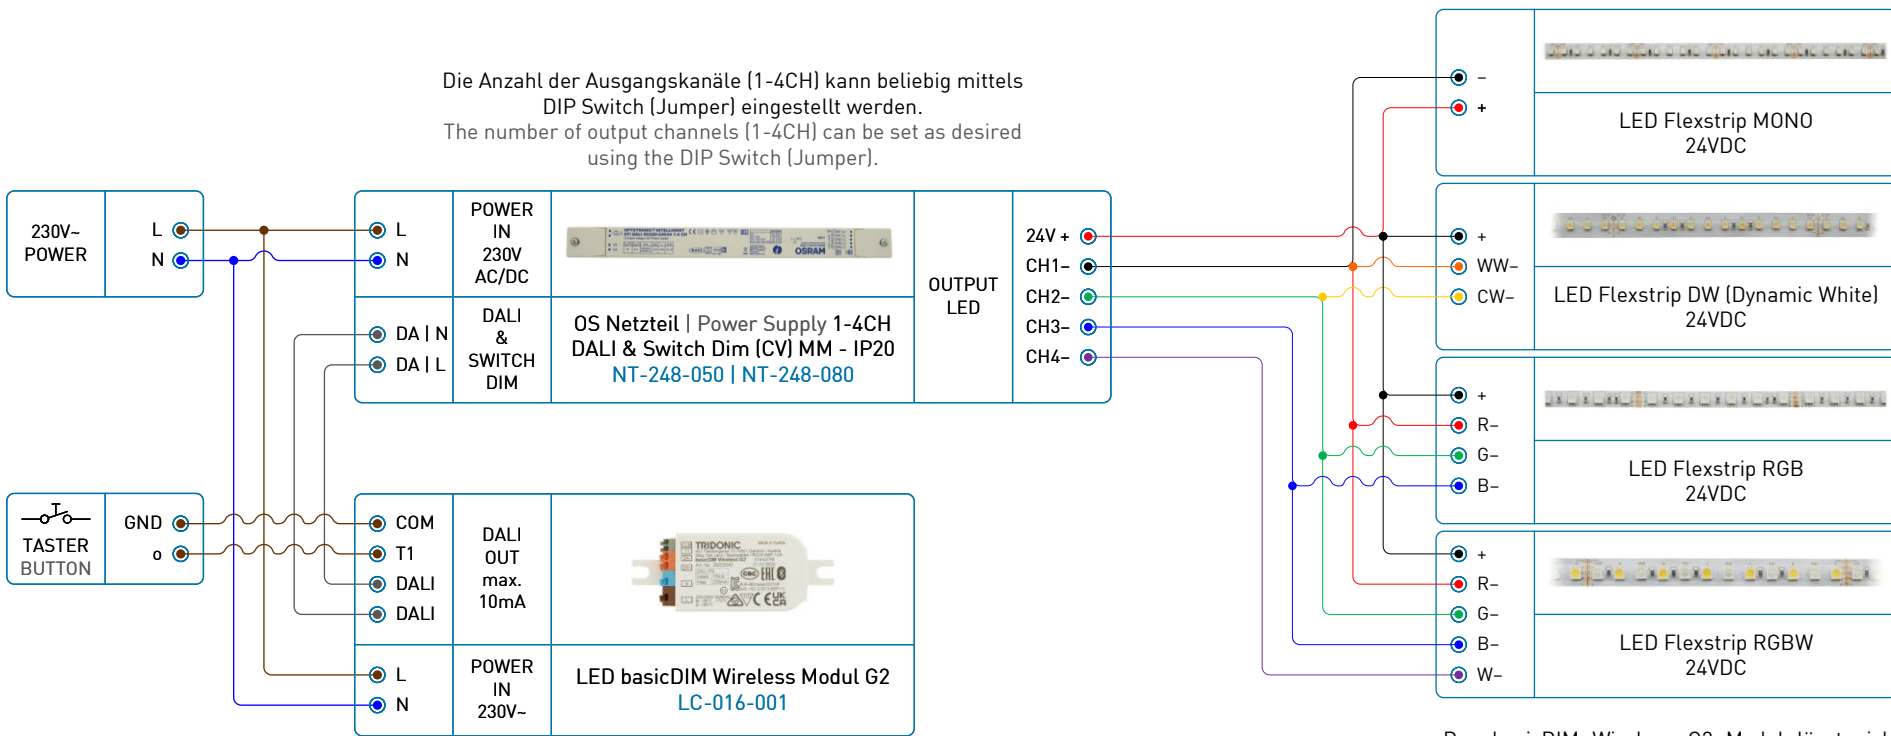 Die Anzahl der Ausgangskanäle (1-4CH) kann beliebig mittels
DIP Switch (Jumper) eingestellt werden.
The number of output channels (1-4CH) can be set as desired
using the DIP Switch (Jumper).
230V~
POWER
L
N
L
N
POWER
IN
230V
AC/DC
OSRAM
DA | N
DA | L
DALI
&
SWITCH
DIM
OS Netzteil | Power Supply 1-4CH
DALI & Switch Dim (CV) MM - IP20
NT-248-050 | NT-248-080
OUTPUT
LED
24V +
CH1–
CH2–
CH3–
CH4–
TASTER
BUTTON
GND
o
COM
T1
DALI
DALI
DALI
OUT
max.
10mA
TRIDONIC
basicDIM Wireless G2
L
N
POWER
IN
230V~
LED basicDIM Wireless Modul G2
LC-016-001
–
+
LED Flexstrip MONO
24VDC
+
WW–
CW–
LED Flexstrip DW (Dynamic White)
24VDC
+
R–
G–
B–
LED Flexstrip RGB
24VDC
+
R–
G–
B–
W–
LED Flexstrip RGBW
24VDC